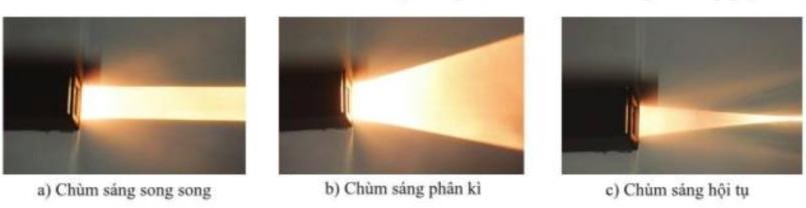 a) Chùm sáng song song
b) Chùm sáng phân kì
c) Chùm sáng hội tụ